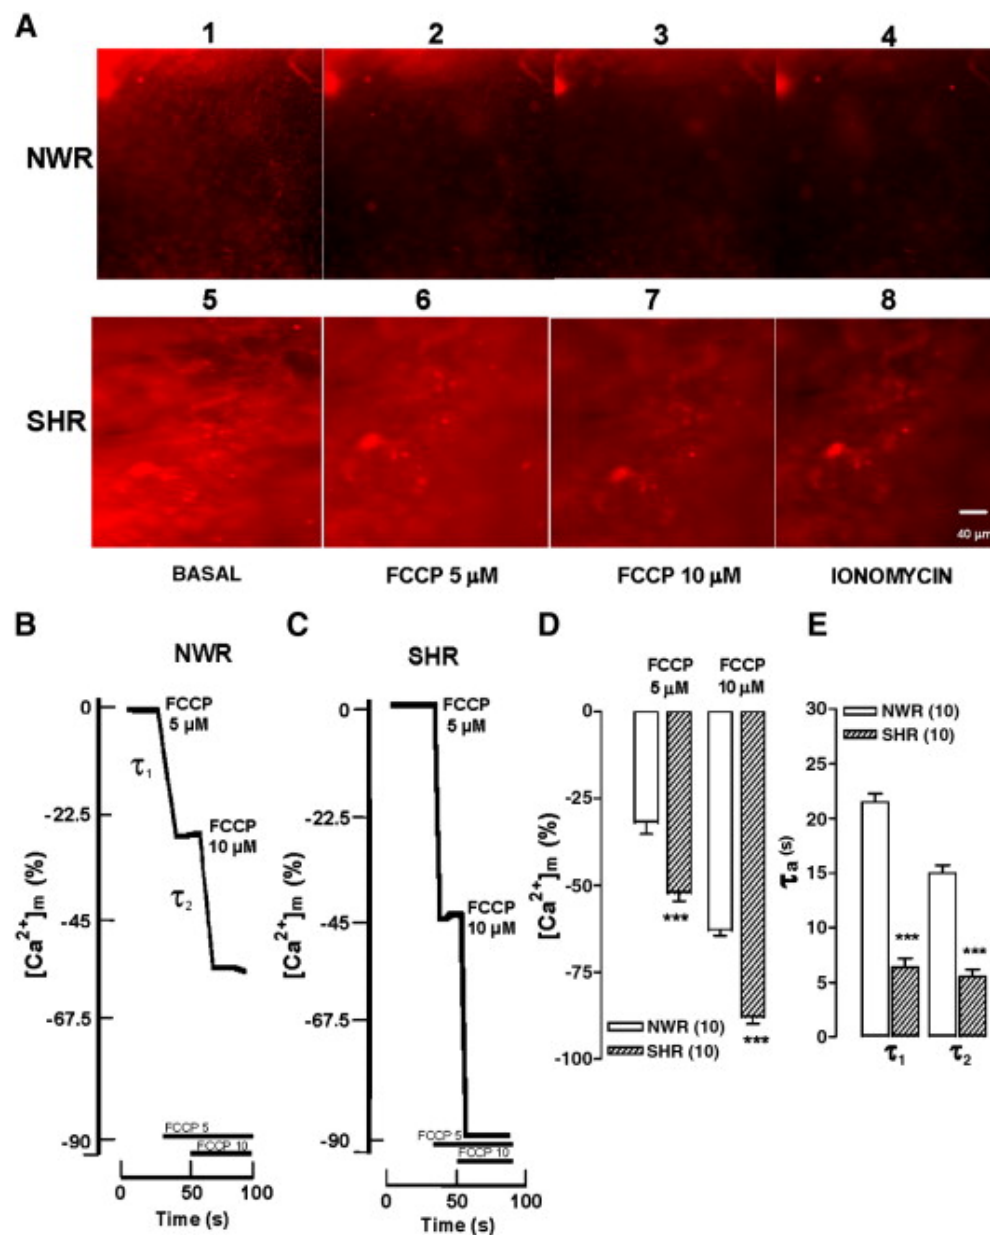 A
1 2 3 4
NWR
5 6 7 8
SHR
40 µm
BASAL FCCP 5 µM FCCP 10 µM IONOMYCIN
B
NWR
[Ca²⁺]m (%)
0
-22.5
-45
-67.5
-90
FCCP
5 µM
τ₁
FCCP
10 µM
τ₂
FCCP 5
FCCP 10
0 50 100
Time (s)
C
SHR
[Ca²⁺]m (%)
0
-22.5
-45
-67.5
-90
FCCP
5 µM
FCCP
10 µM
FCCP 5
FCCP 10
0 50 100
Time (s)
D
FCCP FCCP
5 µM 10 µM
[Ca²⁺]m (%)
0
-25
-50
-75
-100
***
***
NWR (10)
SHR (10)
E
NWR (10)
SHR (10)
τa (s)
30
25
20
15
10
5
0
*** ***
τ₁ τ₂